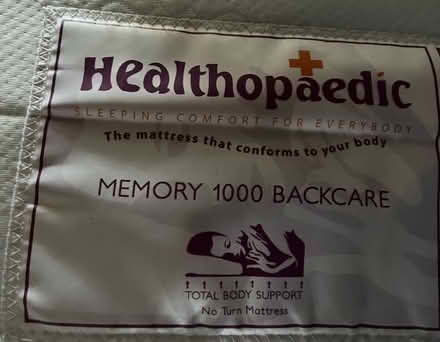 Healthopaedic
SLEEPING COMFORT FOR EVERYBODY
The mattress that conforms to your body
MEMORY 1000 BACKCARE
TOTAL BODY SUPPORT
No Turn Mattress